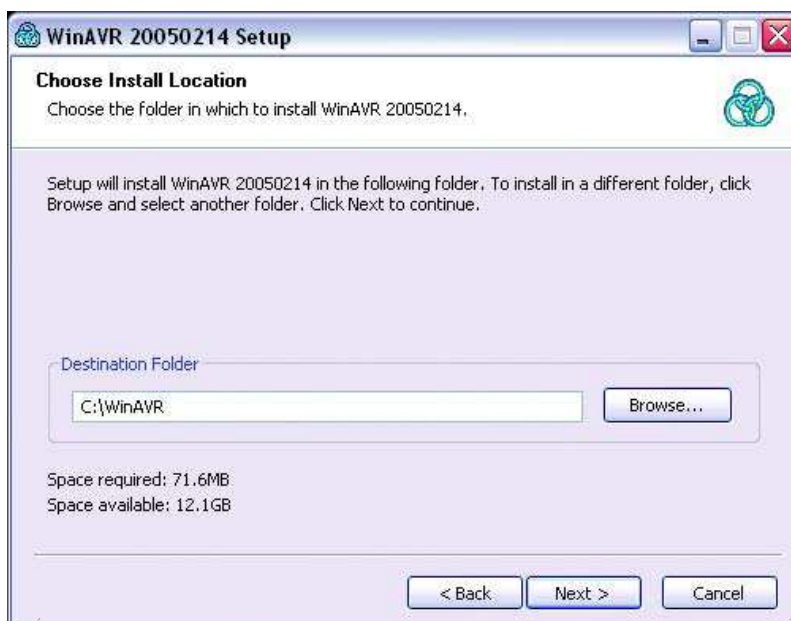 WinAVR 20050214 Setup
Choose Install Location
Choose the folder in which to install WinAVR 20050214.
Setup will install WinAVR 20050214 in the following folder. To install in a different folder, click
Browse and select another folder. Click Next to continue.
Destination Folder
C:\WinAVR
Browse...
Space required: 71.6MB
Space available: 12.1GB
< Back
Next >
Cancel